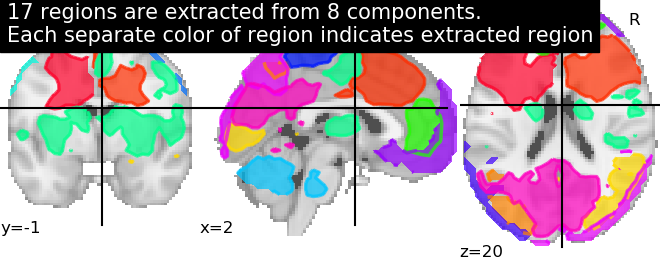 17 regions are extracted from 8 components.
Each separate color of region indicates extracted region
R
y=-1
x=2
z=20